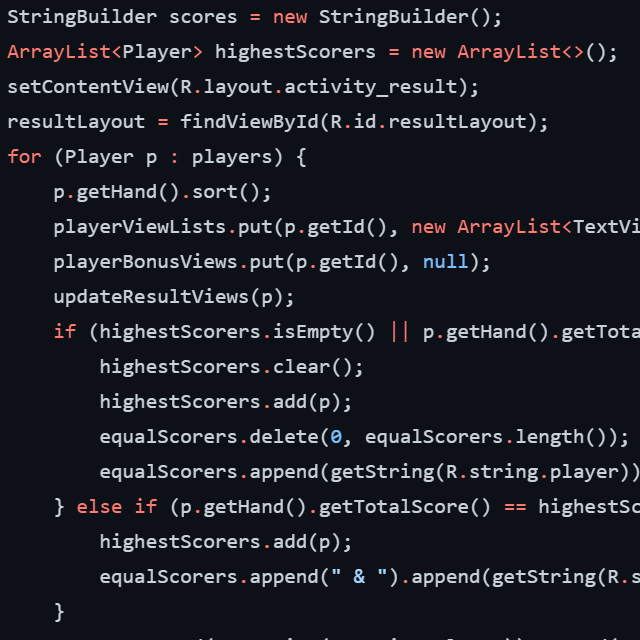 StringBuilder scores = new StringBuilder();
ArrayList<Player> highestScorers = new ArrayList<>();
setContentView(R.layout.activity_result);
resultLayout = findViewById(R.id.resultLayout);
for (Player p : players) {
    p.getHand().sort();
    playerViewLists.put(p.getId(), new ArrayList<TextVi
    playerBonusViews.put(p.getId(), null);
    updateResultViews(p);
    if (highestScorers.isEmpty() || p.getHand().getTota
        highestScorers.clear();
        highestScorers.add(p);
        equalScorers.delete(0, equalScorers.length());
        equalScorers.append(getString(R.string.player))
    } else if (p.getHand().getTotalScore() == highestSc
        highestScorers.add(p);
        equalScorers.append(" & ").append(getString(R.s
    }